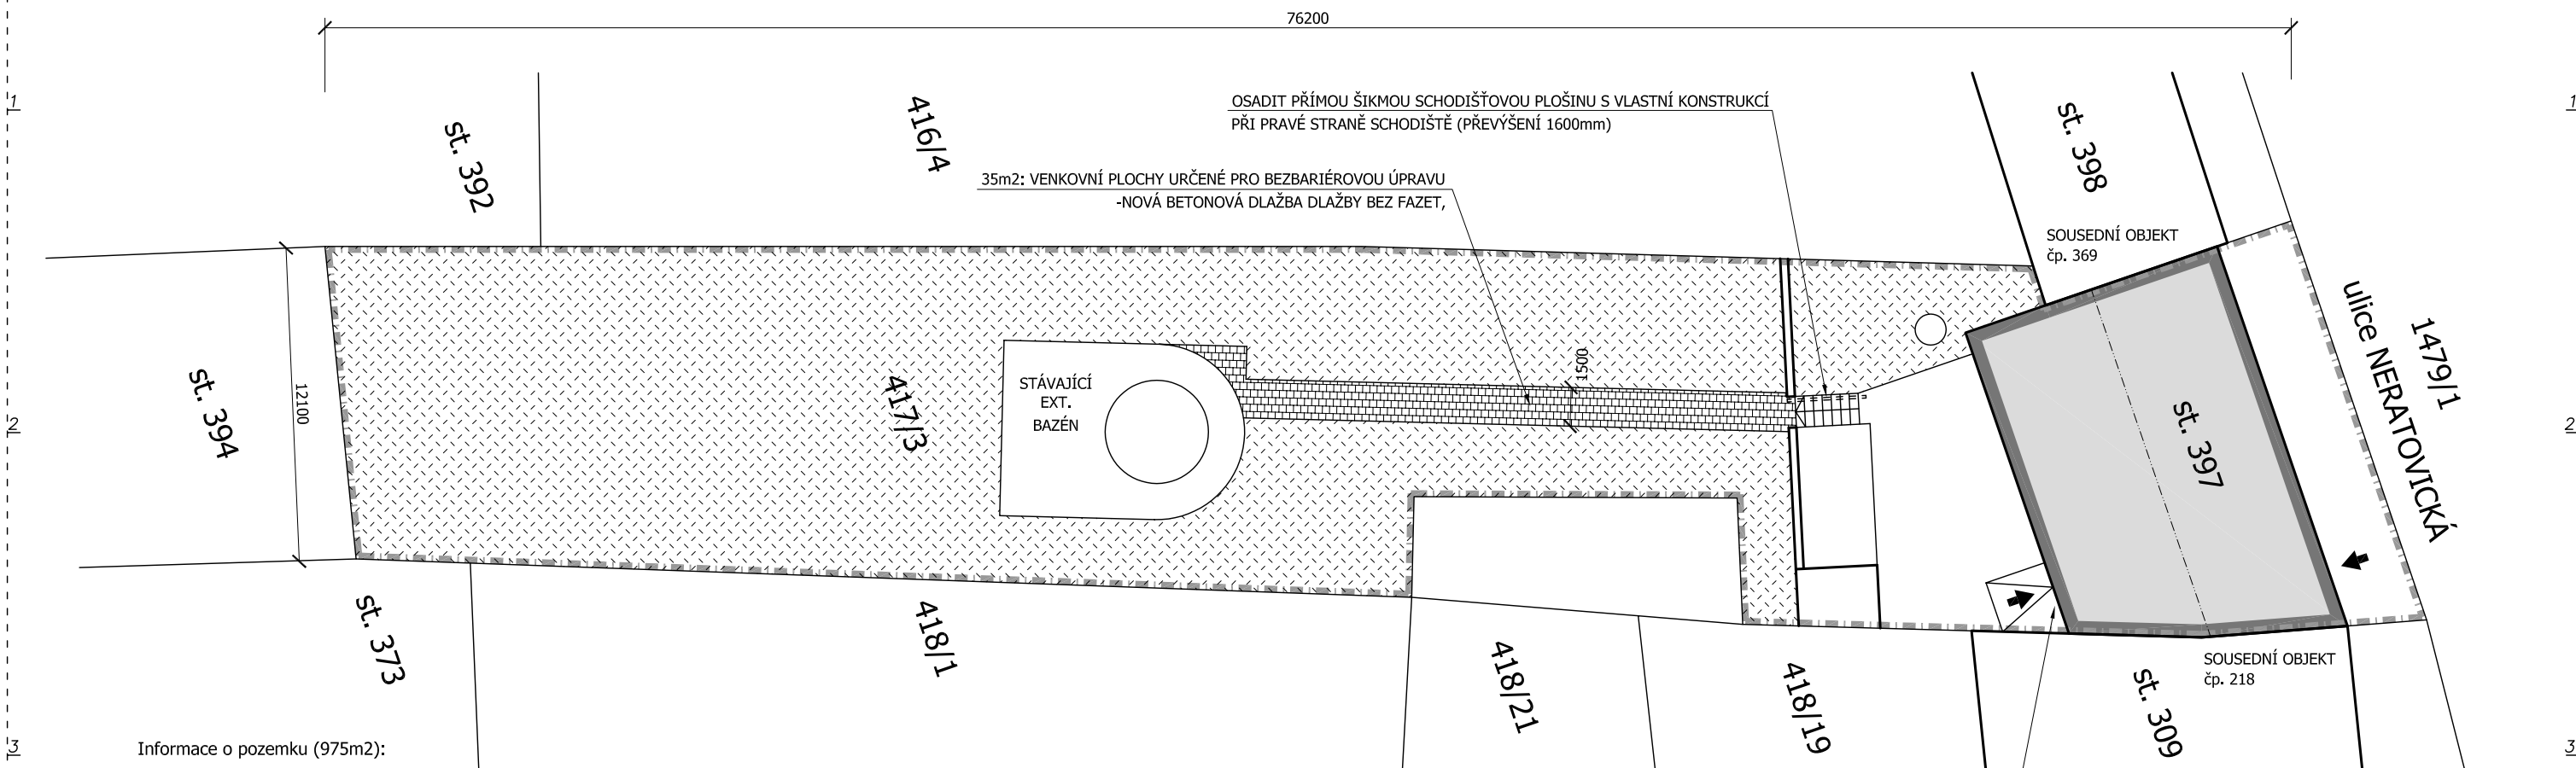 76200
1
1
OSADIT PŘÍMOU ŠIKMOU SCHODIŠŤOVOU PLOŠINU S VLASTNÍ KONSTRUKCÍ
PŘI PRAVÉ STRANĚ SCHODIŠTĚ (PŘEVÝŠENÍ 1600mm)
st. 392
416/4
st. 398
35m2: VENKOVNÍ PLOCHY URČENÉ PRO BEZBARIÉROVOU ÚPRAVU
-NOVÁ BETONOVÁ DLAŽBA DLAŽBY BEZ FAZET,
SOUSEDNÍ OBJEKT
čp. 369
1479/1
ulice NERATOVICKÁ
1500
st. 394
12100
417/3
STÁVAJÍCÍ
EXT.
BAZÉN
st. 397
2
2
st. 373
418/1
418/21
418/19
st. 309
SOUSEDNÍ OBJEKT
čp. 218
3
Informace o pozemku (975m2):
3